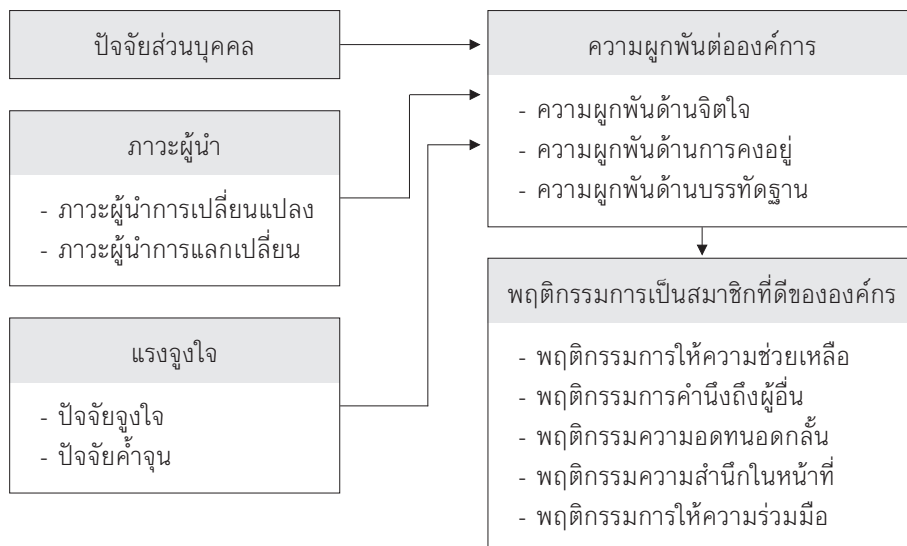 ปัจจัยส่วนบุคคล
ภาวะผู้นำ
- ภาวะผู้นำการเปลี่ยนแปลง
- ภาวะผู้นำการแลกเปลี่ยน
แรงจูงใจ
- ปัจจัยจูงใจ
- ปัจจัยค้ำจุน
ความผูกพันต่อองค์การ
- ความผูกพันด้านจิตใจ
- ความผูกพันด้านการคงอยู่
- ความผูกพันด้านบรรทัดฐาน
พฤติกรรมการเป็นสมาชิกที่ดีขององค์กร
- พฤติกรรมการให้ความช่วยเหลือ
- พฤติกรรมการคำนึงถึงผู้อื่น
- พฤติกรรมความอดทนอดกลั้น
- พฤติกรรมความสำนึกในหน้าที่
- พฤติกรรมการให้ความร่วมมือ